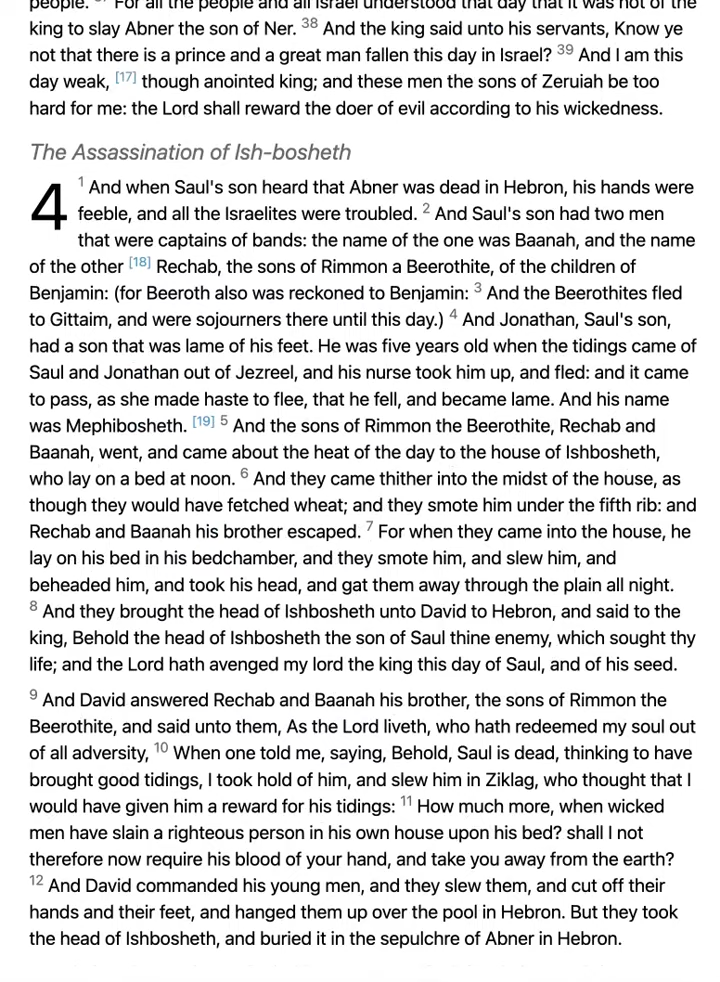 people. 37 For all the people and all Israel understood that day that it was not of the
king to slay Abner the son of Ner. 38 And the king said unto his servants, Know ye
not that there is a prince and a great man fallen this day in Israel? 39 And I am this
day weak, [17] though anointed king; and these men the sons of Zeruiah be too
hard for me: the Lord shall reward the doer of evil according to his wickedness.
The Assassination of Ish-bosheth
4 1 And when Saul's son heard that Abner was dead in Hebron, his hands were
feeble, and all the Israelites were troubled. 2 And Saul's son had two men
that were captains of bands: the name of the one was Baanah, and the name
of the other [18] Rechab, the sons of Rimmon a Beerothite, of the children of
Benjamin: (for Beeroth also was reckoned to Benjamin: 3 And the Beerothites fled
to Gittaim, and were sojourners there until this day.) 4 And Jonathan, Saul's son,
had a son that was lame of his feet. He was five years old when the tidings came of
Saul and Jonathan out of Jezreel, and his nurse took him up, and fled: and it came
to pass, as she made haste to flee, that he fell, and became lame. And his name
was Mephibosheth. [19] 5 And the sons of Rimmon the Beerothite, Rechab and
Baanah, went, and came about the heat of the day to the house of Ishbosheth,
who lay on a bed at noon. 6 And they came thither into the midst of the house, as
though they would have fetched wheat; and they smote him under the fifth rib: and
Rechab and Baanah his brother escaped. 7 For when they came into the house, he
lay on his bed in his bedchamber, and they smote him, and slew him, and
beheaded him, and took his head, and gat them away through the plain all night.
8 And they brought the head of Ishbosheth unto David to Hebron, and said to the
king, Behold the head of Ishbosheth the son of Saul thine enemy, which sought thy
life; and the Lord hath avenged my lord the king this day of Saul, and of his seed.
9 And David answered Rechab and Baanah his brother, the sons of Rimmon the
Beerothite, and said unto them, As the Lord liveth, who hath redeemed my soul out
of all adversity, 10 When one told me, saying, Behold, Saul is dead, thinking to have
brought good tidings, I took hold of him, and slew him in Ziklag, who thought that I
would have given him a reward for his tidings: 11 How much more, when wicked
men have slain a righteous person in his own house upon his bed? shall I not
therefore now require his blood of your hand, and take you away from the earth?
12 And David commanded his young men, and they slew them, and cut off their
hands and their feet, and hanged them up over the pool in Hebron. But they took
the head of Ishbosheth, and buried it in the sepulchre of Abner in Hebron.